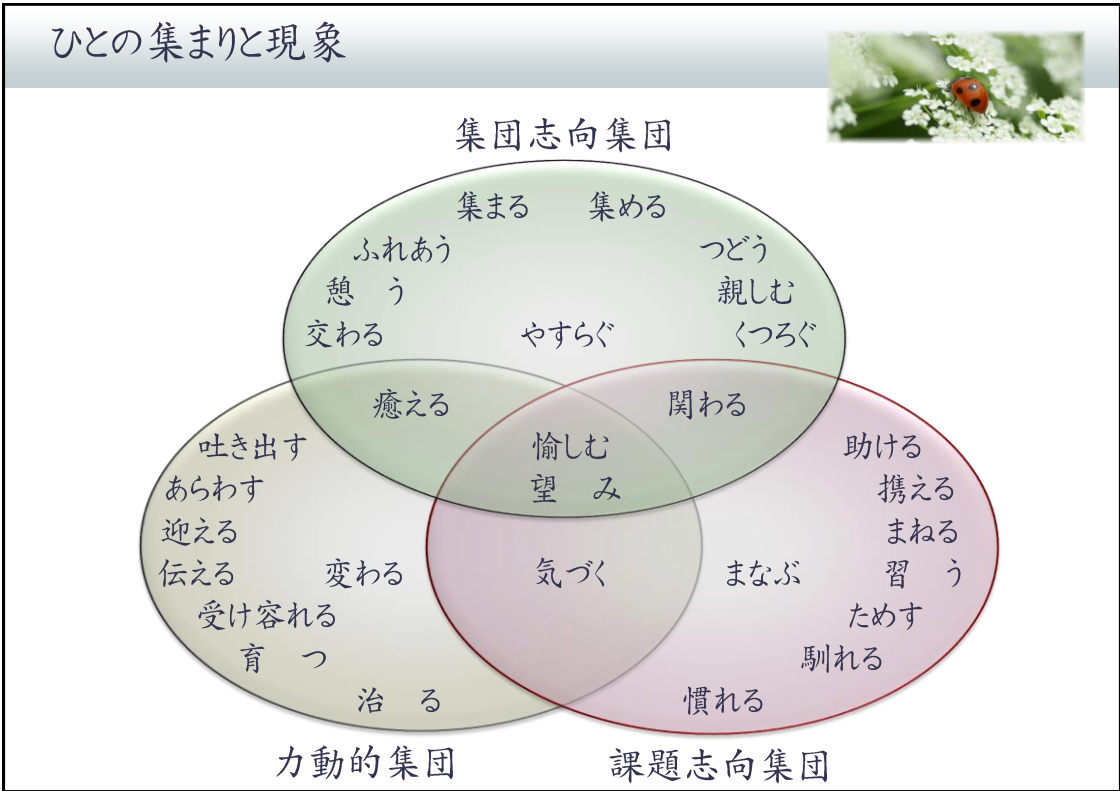 ひとの集まりと現象
集団志向集団
集まる 集める
ふれあう つどう
憩 う 親しむ
交わる やすらぐ くつろぐ
癒える 関わる
吐き出す 愉しむ 助ける
あらわす 望 み 携える
迎える まねる
伝える 変わる 気づく まなぶ 習 う
受け容れる ためす
育 つ 馴れる
治 る 慣れる
力動的集団 課題志向集団